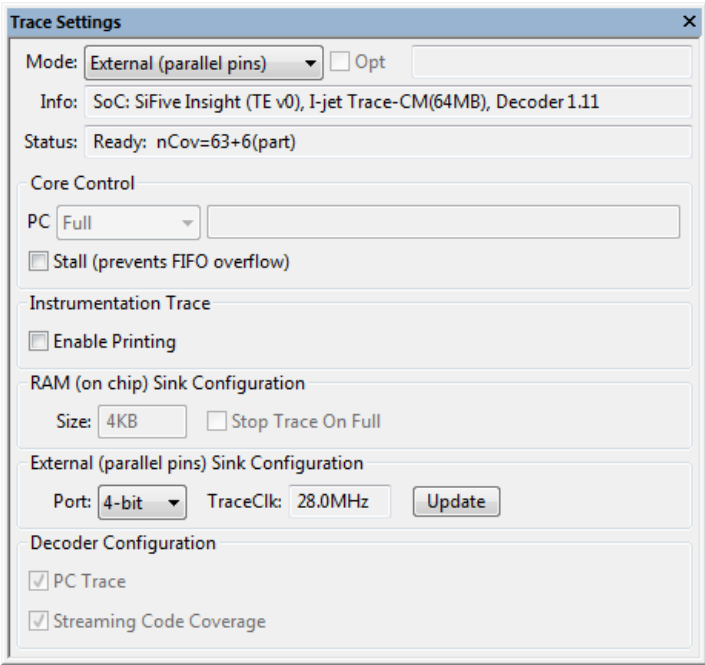 Trace Settings
Mode: External (parallel pins) Opt
Info: SoC: SiFive Insight (TE v0), I-jet Trace-CM(64MB), Decoder 1.11
Status: Ready: nCov=63+6(part)
Core Control
PC Full
Stall (prevents FIFO overflow)
Instrumentation Trace
Enable Printing
RAM (on chip) Sink Configuration
Size: 4KB Stop Trace On Full
External (parallel pins) Sink Configuration
Port: 4-bit TraceClk: 28.0MHz Update
Decoder Configuration
PC Trace
Streaming Code Coverage